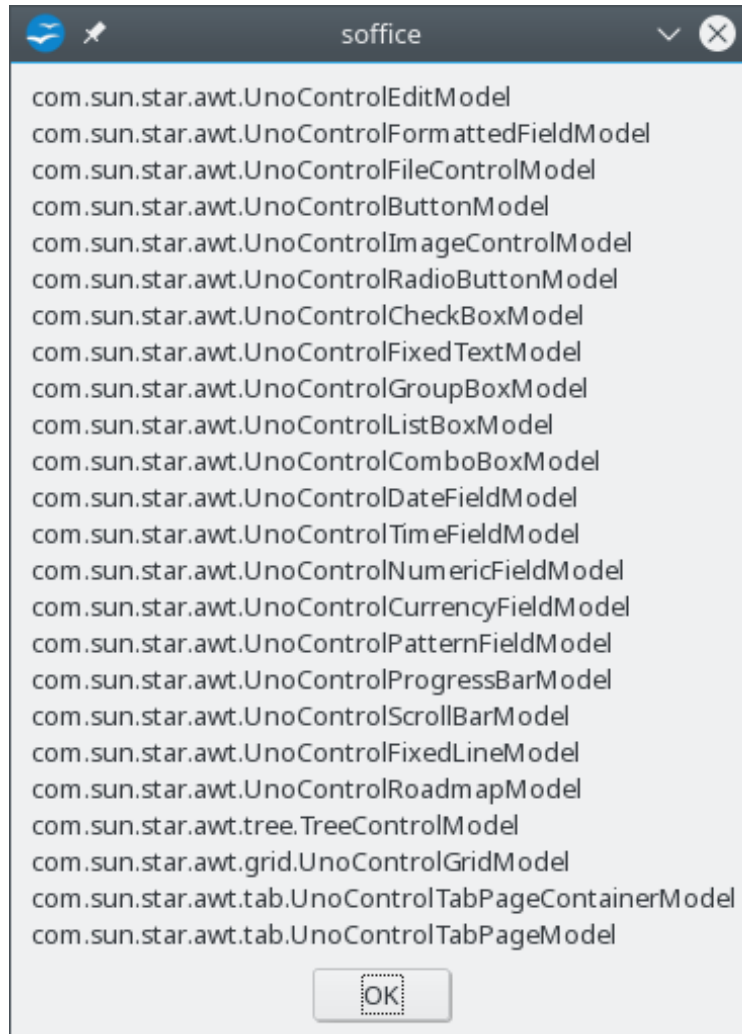 soffice
com.sun.star.awt.UnoControlEditModel
com.sun.star.awt.UnoControlFormattedFieldModel
com.sun.star.awt.UnoControlFileControlModel
com.sun.star.awt.UnoControlButtonModel
com.sun.star.awt.UnoControlImageControlModel
com.sun.star.awt.UnoControlRadioButtonModel
com.sun.star.awt.UnoControlCheckBoxModel
com.sun.star.awt.UnoControlFixedTextModel
com.sun.star.awt.UnoControlGroupBoxModel
com.sun.star.awt.UnoControlListBoxModel
com.sun.star.awt.UnoControlComboBoxModel
com.sun.star.awt.UnoControlDateFieldModel
com.sun.star.awt.UnoControlTimeFieldModel
com.sun.star.awt.UnoControlNumericFieldModel
com.sun.star.awt.UnoControlCurrencyFieldModel
com.sun.star.awt.UnoControlPatternFieldModel
com.sun.star.awt.UnoControlProgressBarModel
com.sun.star.awt.UnoControlScrollBarModel
com.sun.star.awt.UnoControlFixedLineModel
com.sun.star.awt.UnoControlRoadmapModel
com.sun.star.awt.tree.TreeControlModel
com.sun.star.awt.grid.UnoControlGridModel
com.sun.star.awt.tab.UnoControlTabPageContainerModel
com.sun.star.awt.tab.UnoControlTabPageModel
OK